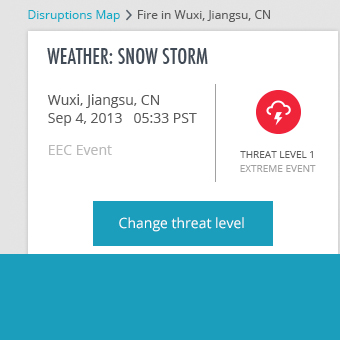 Disruptions Map > Fire in Wuxi, Jiangsu, CN
WEATHER: SNOW STORM
Wuxi, Jiangsu, CN
Sep 4, 2013 05:33 PST
EEC Event
THREAT LEVEL 1
EXTREME EVENT
Change threat level